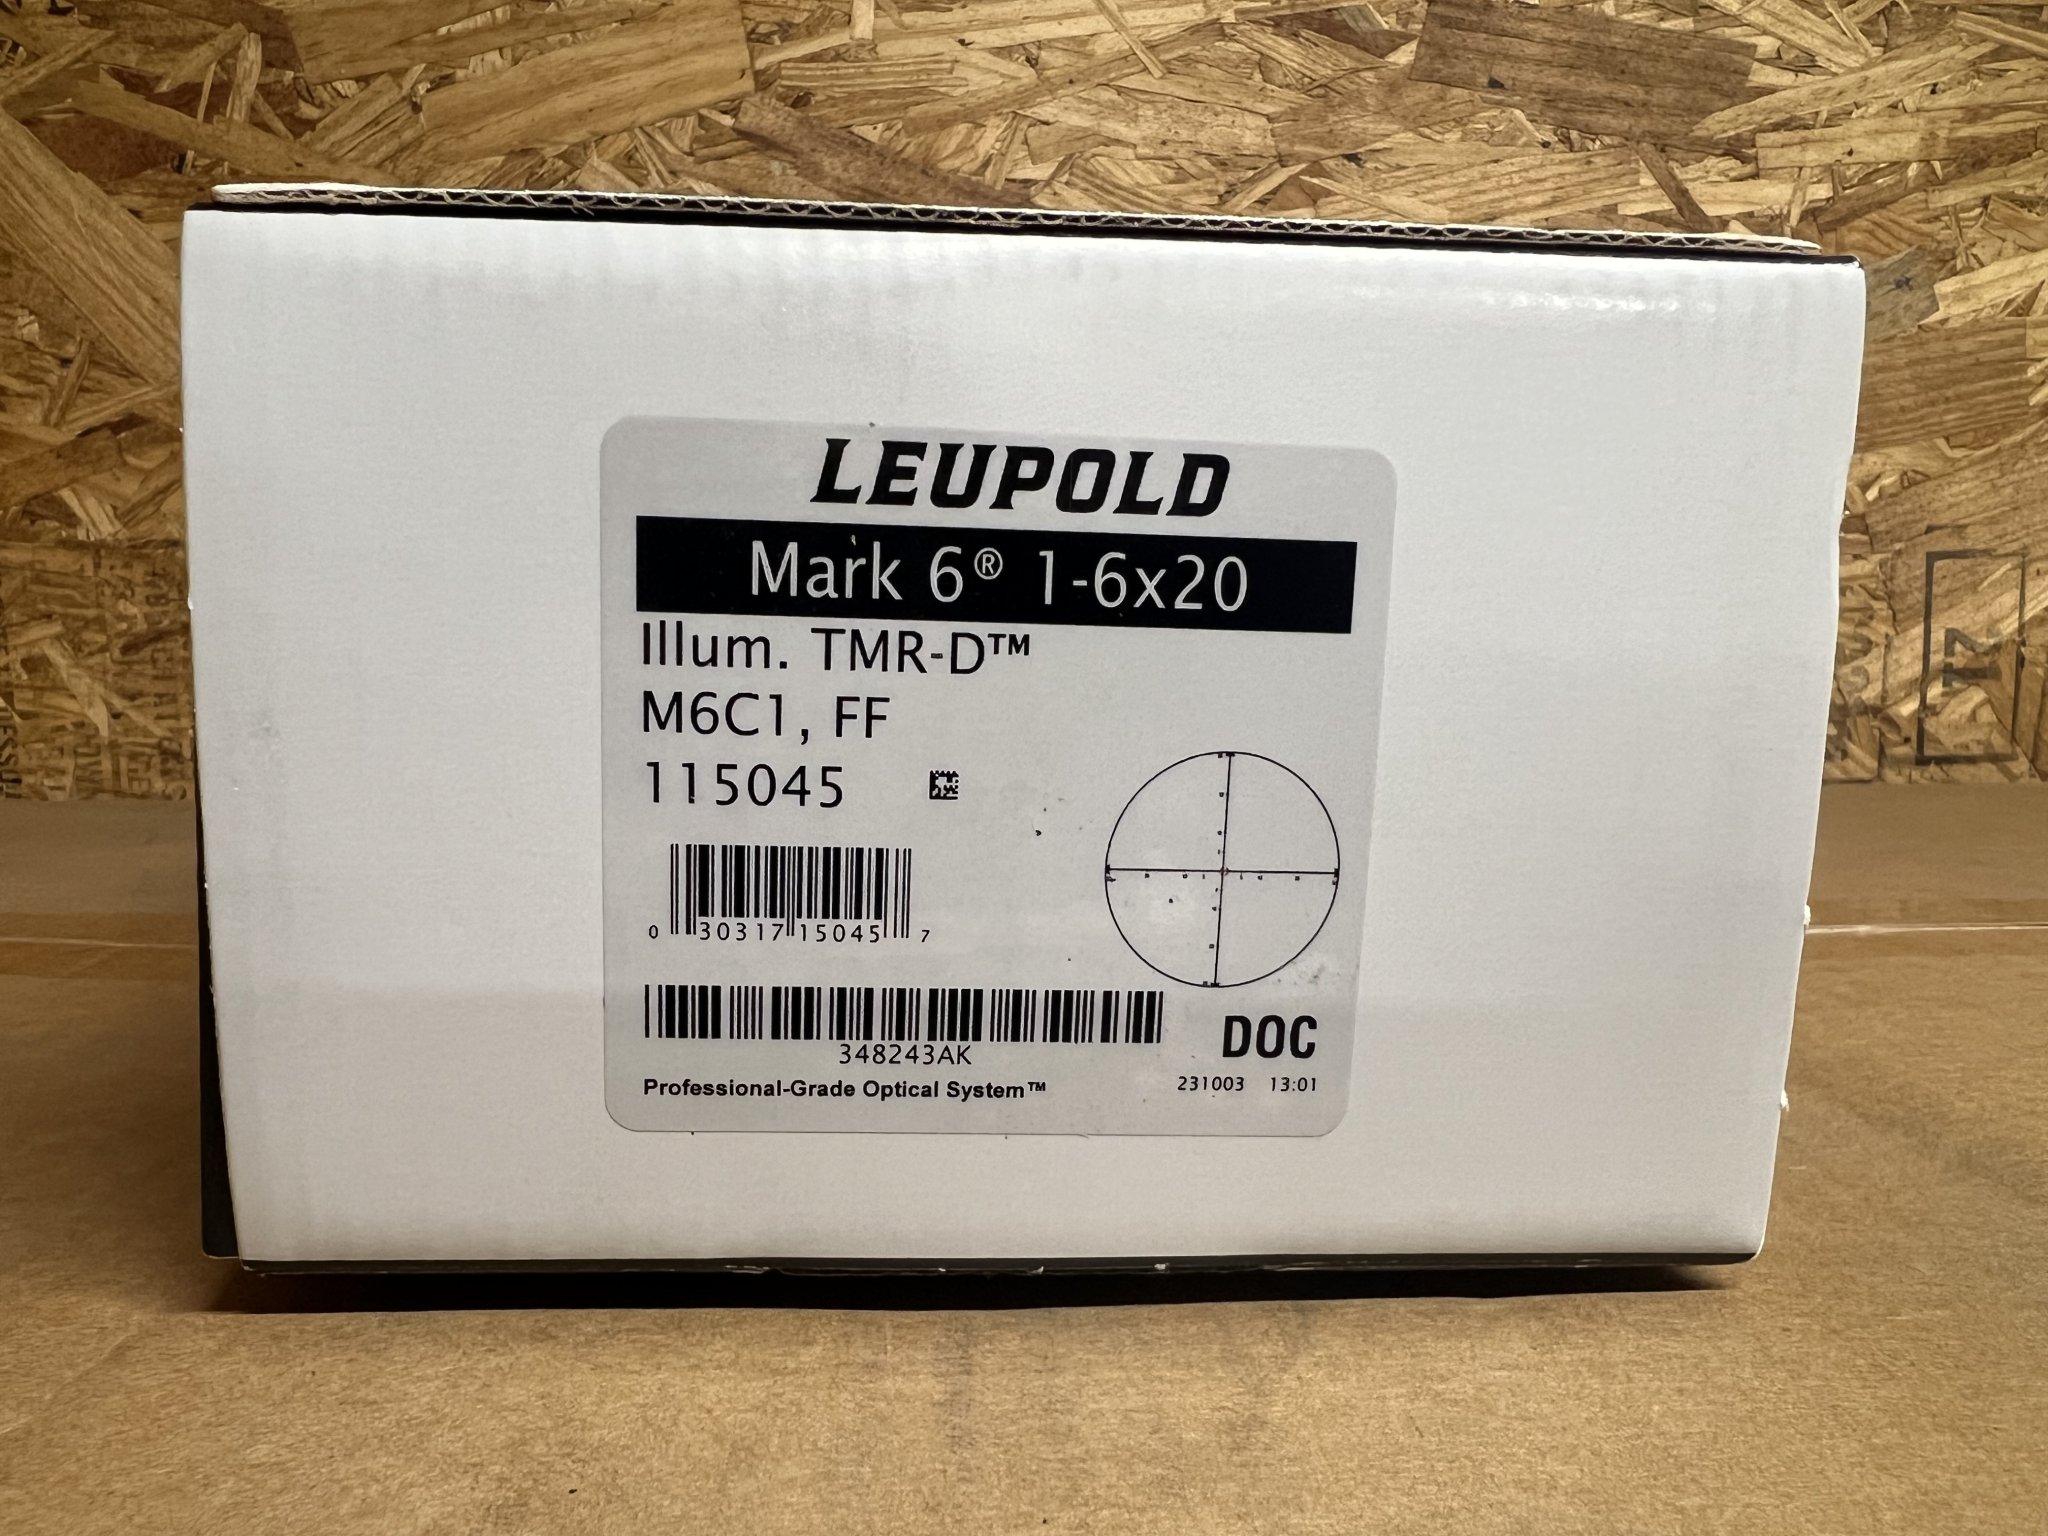 LEUPOLD
Mark 6® 1-6x20
Illum. TMR-D™
M6C1, FF
115045
0 30317 15045 7
348243AK
DOC
Professional-Grade Optical System™
231003 13:01
21